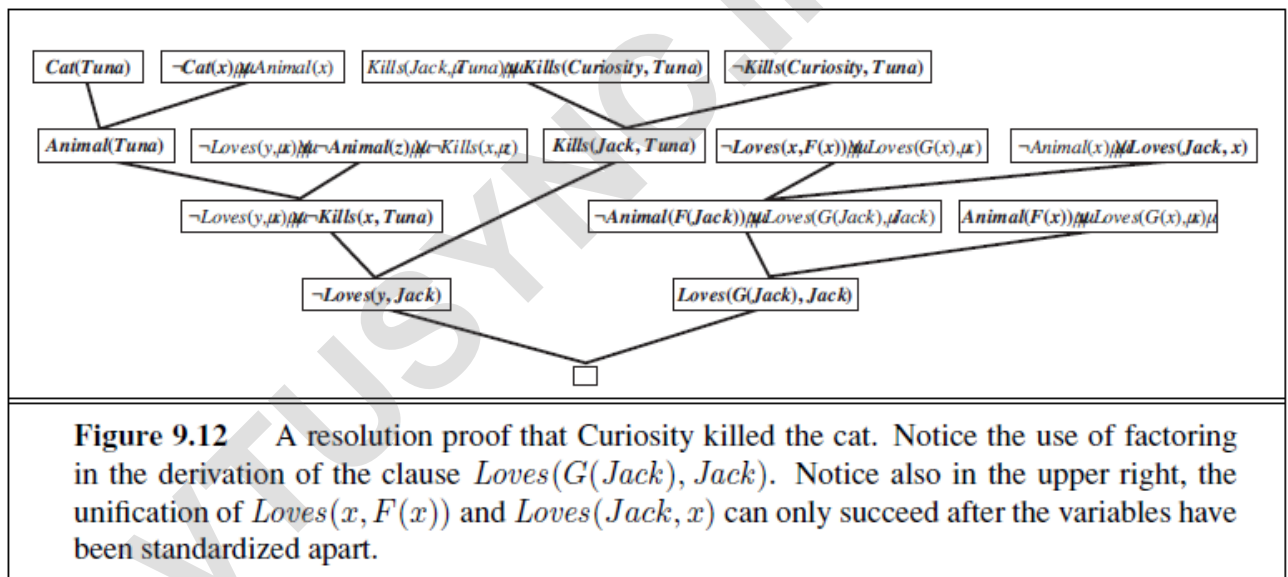 Cat(Tuna)
¬Cat(x) Animal(x)
Kills(Jack, Tuna) Kills(Curiosity, Tuna)
¬Kills(Curiosity, Tuna)
Animal(Tuna)
¬Loves(y, x) ¬Animal(z) ¬Kills(x, z)
Kills(Jack, Tuna)
¬Loves(x, F(x)) Loves(G(x), x)
¬Animal(x) Loves(Jack, x)
¬Loves(y, x) ¬Kills(x, Tuna)
¬Animal(F(Jack)) Loves(G(Jack), Jack)
Animal(F(x)) Loves(G(x), x)
¬Loves(y, Jack)
Loves(G(Jack), Jack)
Figure 9.12 A resolution proof that Curiosity killed the cat. Notice the use of factoring
in the derivation of the clause Loves(G(Jack), Jack). Notice also in the upper right, the
unification of Loves(x, F(x)) and Loves(Jack, x) can only succeed after the variables have
been standardized apart.
VTUSYNC.I